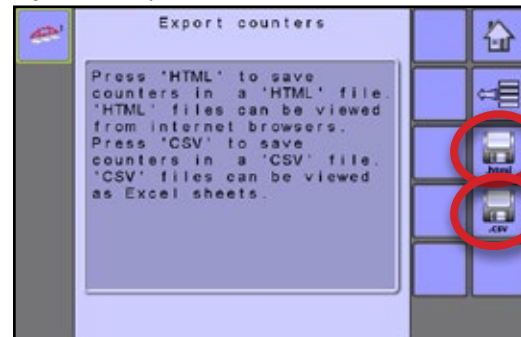 Export counters
Press 'HTML' to save
counters in a 'HTML' file.
'HTML' files can be viewed
from internet browsers.
Press 'CSV' to save
counters in a 'CSV' file.
'CSV' files can be viewed
as Excel sheets.
.html
.csv